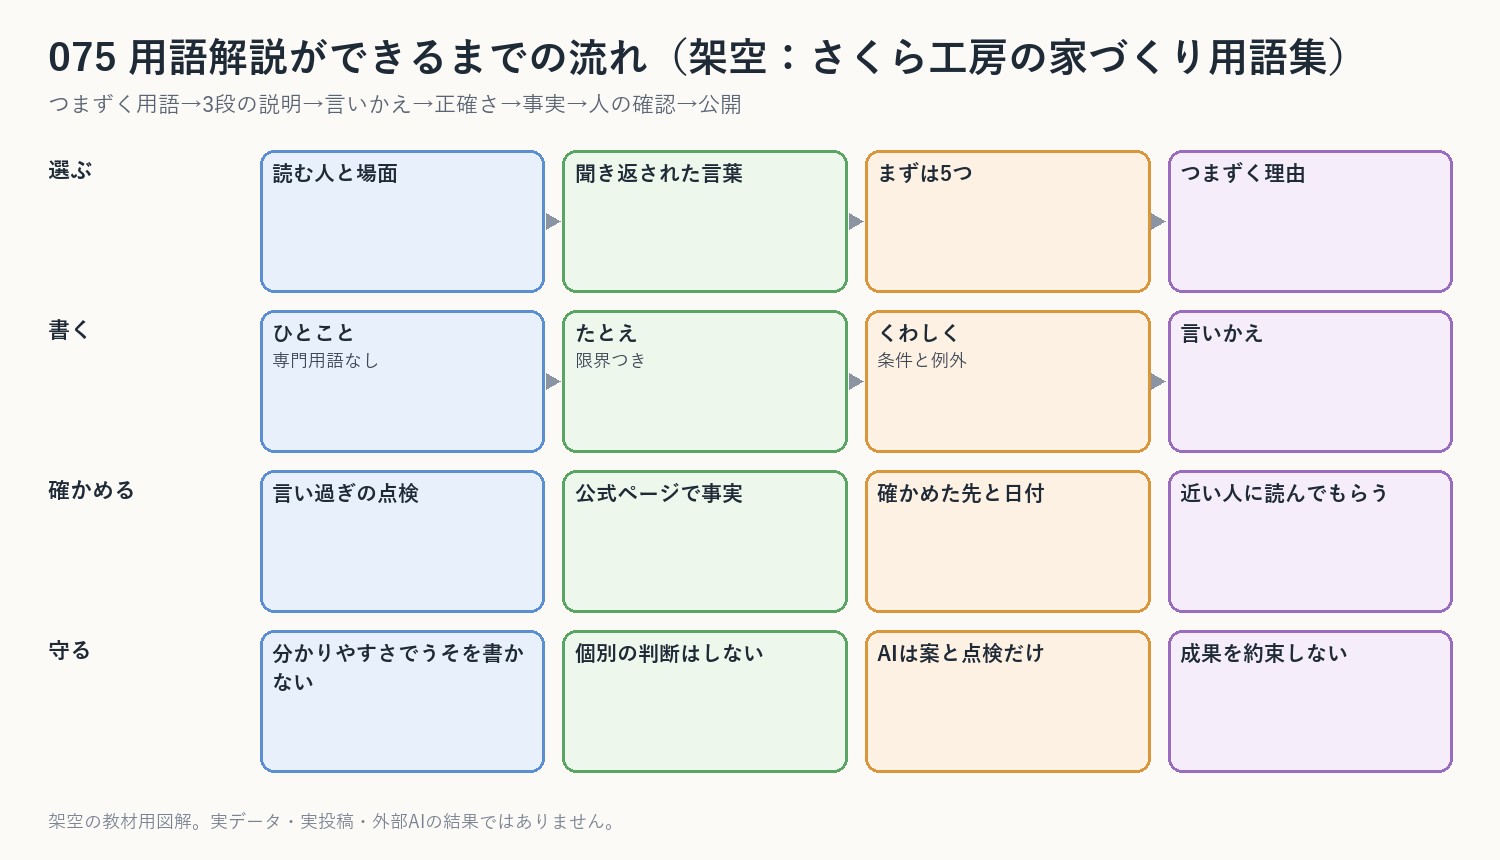 075 用語解説ができるまでの流れ（架空：さくら工房の家づくり用語集）
つまずく用語→3段の説明→言いかえ→正確さ→事実→人の確認→公開
選ぶ
読む人と場面
聞き返された言葉
まずは5つ
つまずく理由
書く
ひとこと
専門用語なし
たとえ
限界つき
くわしく
条件と例外
言いかえ
確かめる
言い過ぎの点検
公式ページで事実
確かめた先と日付
近い人に読んでもらう
守る
分かりやすさでうそを書か
ない
個別の判断はしない
AIは案と点検だけ
成果を約束しない
架空の教材用図解。実データ・実投稿・外部AIの結果ではありません。